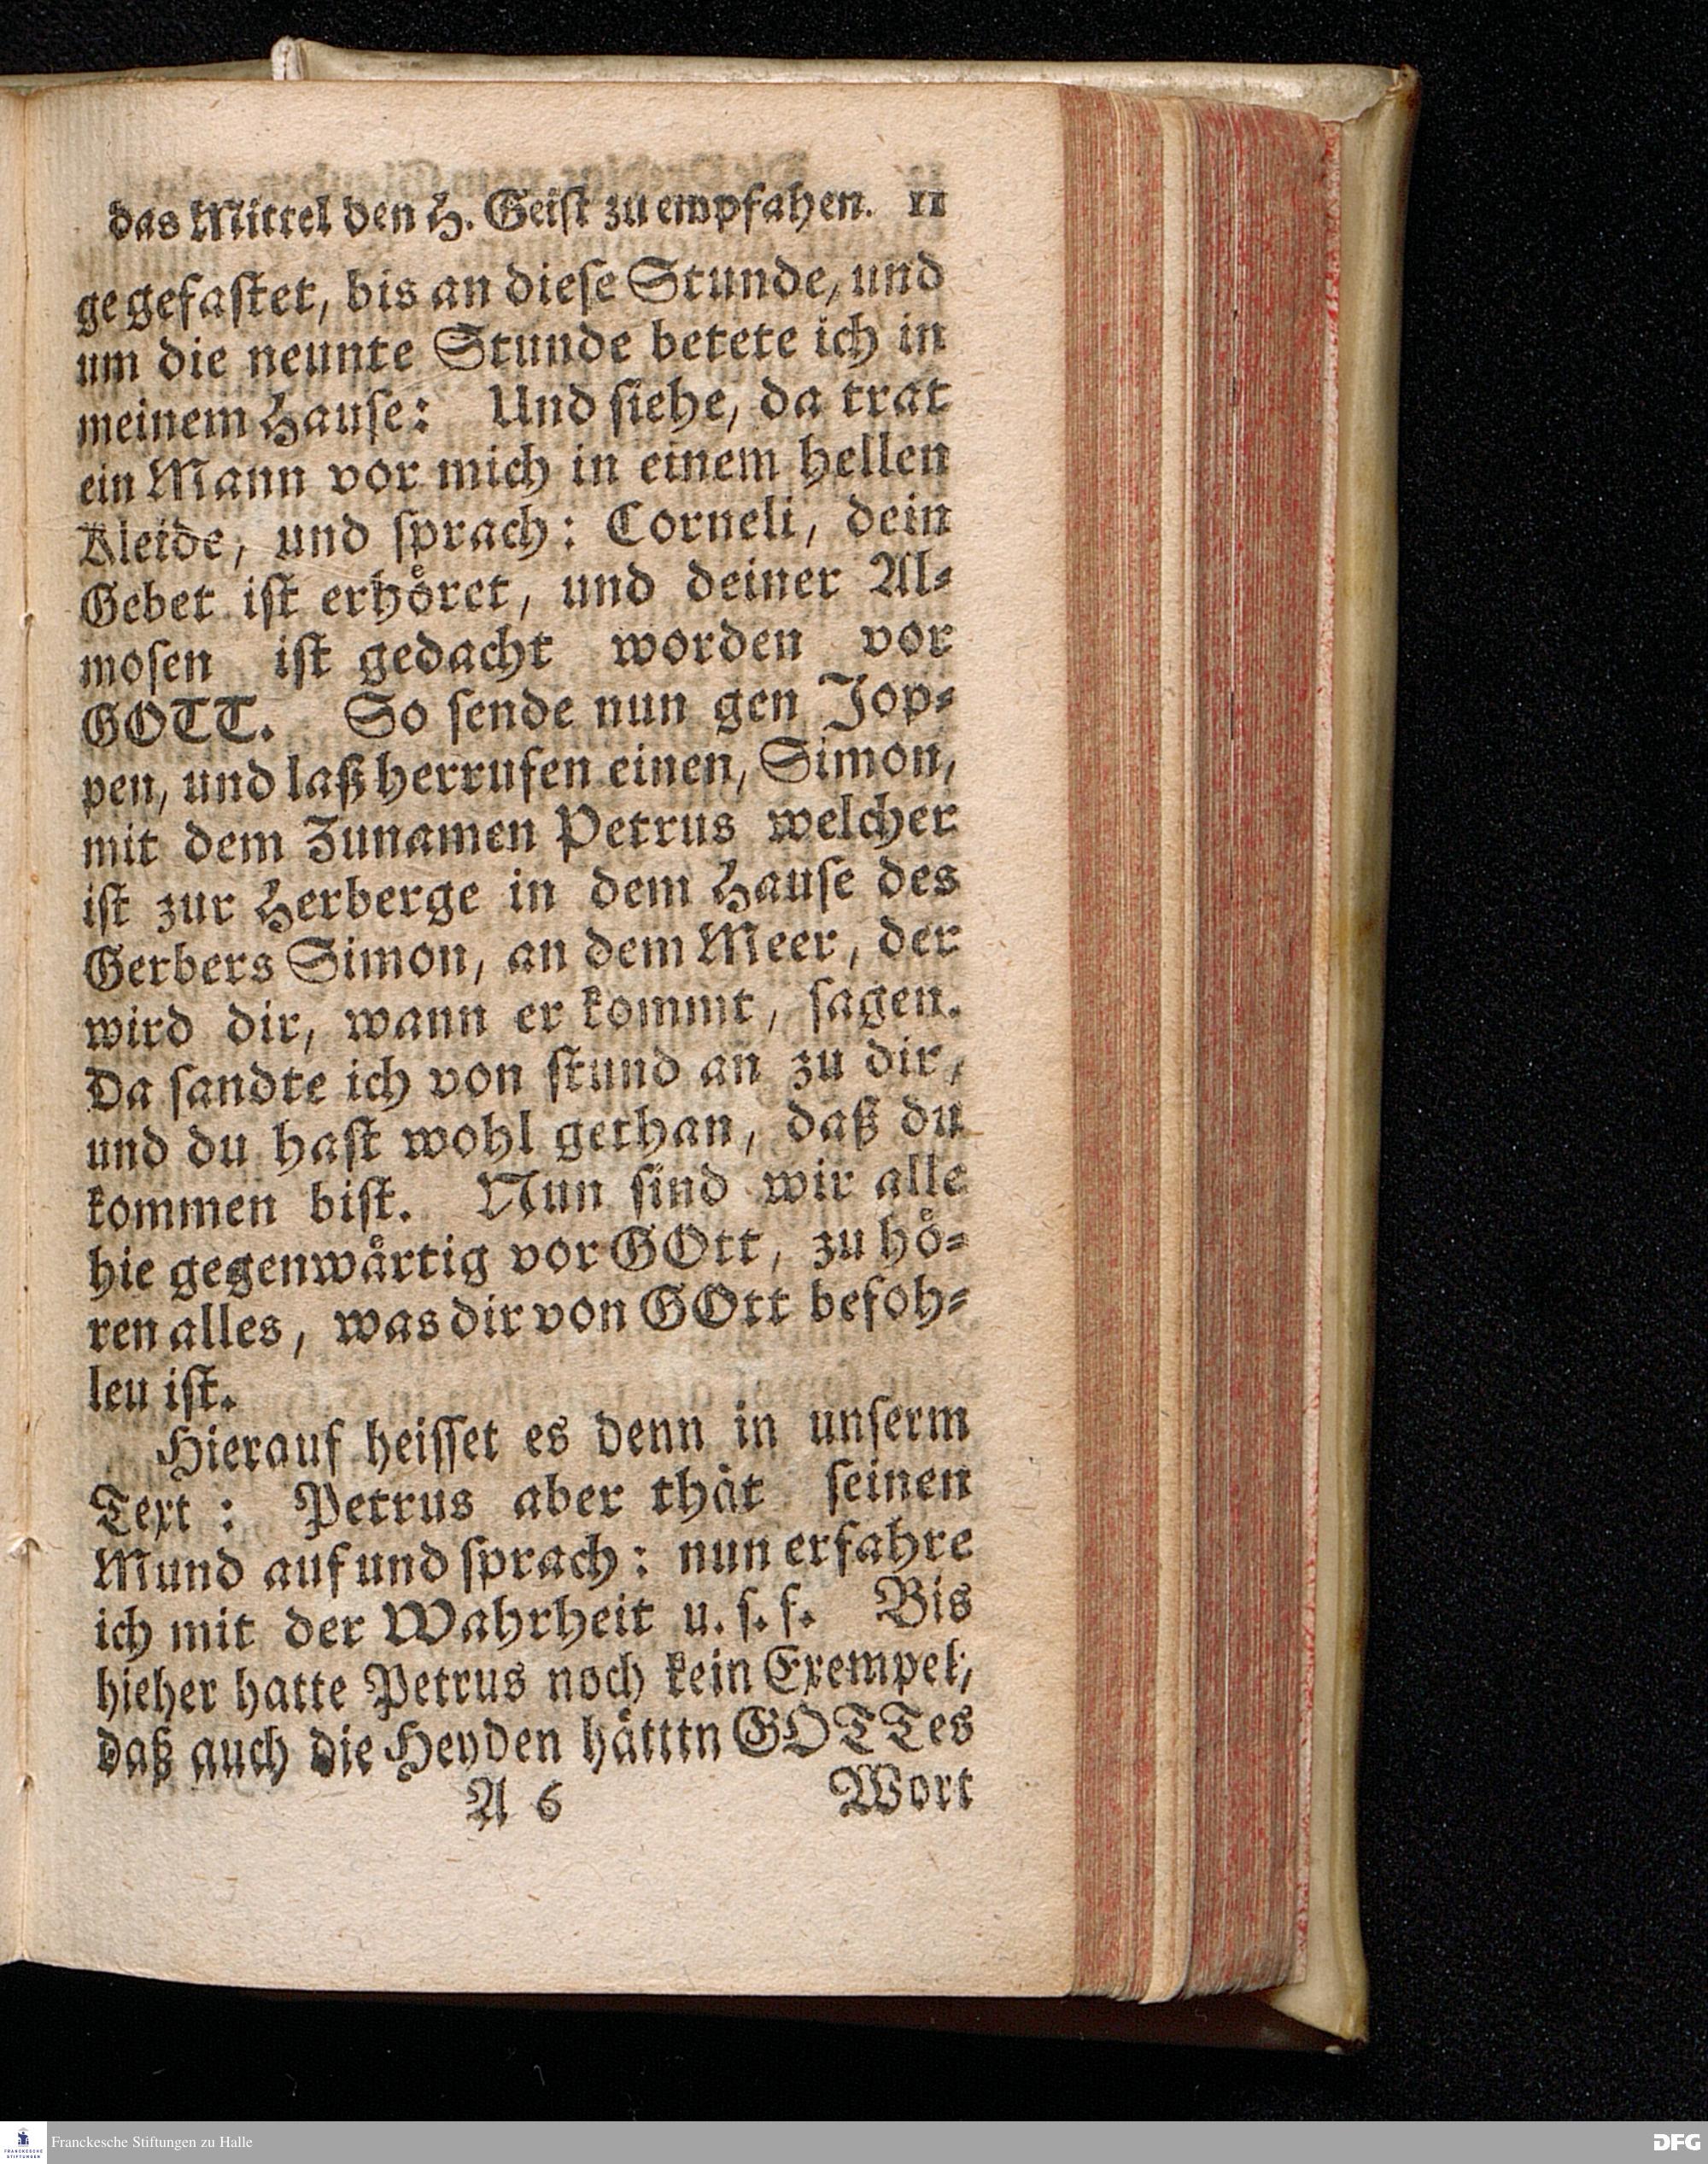 das Mittel den H. Geist zu empfahen. 11
ge gefastet, bis an diese Stunde, und
um die neunte Stunde betete ich in
meinem Hause: Und siehe, da trat
ein Mann vor mich in einem hellen
Kleide, und sprach: Corneli, dein
Gebet ist erhöret, und deiner Al-
mosen ist gedacht worden vor
GOTT. So sende nun gen Jop-
pen, und laß herrufen einen, Simon,
mit dem Zunamen Petrus welcher
ist zur Herberge in dem Hause des
Gerbers Simon, an dem Meer, der
wird dir, wann er kommt, sagen.
Da sandte ich von stund an zu dir,
und du hast wohl gethan, daß du
kommen bist. Nun sind wir alle
hie gegenwärtig vor GOtt, zu hö-
ren alles, was dir von GOtt befoh-
leu ist.
Hierauf heisset es denn in unserm
Text: Petrus aber thät seinen
Mund auf und sprach: nun erfahre
ich mit der Wahrheit u. s. f. Bis
hieher hatte Petrus noch kein Exempel,
daß auch die Heyden hätttn GOTTes
A 6 Wort
Franckesche Stiftungen zu Halle
FRANCKESCHE STIFTUNGEN
DFG